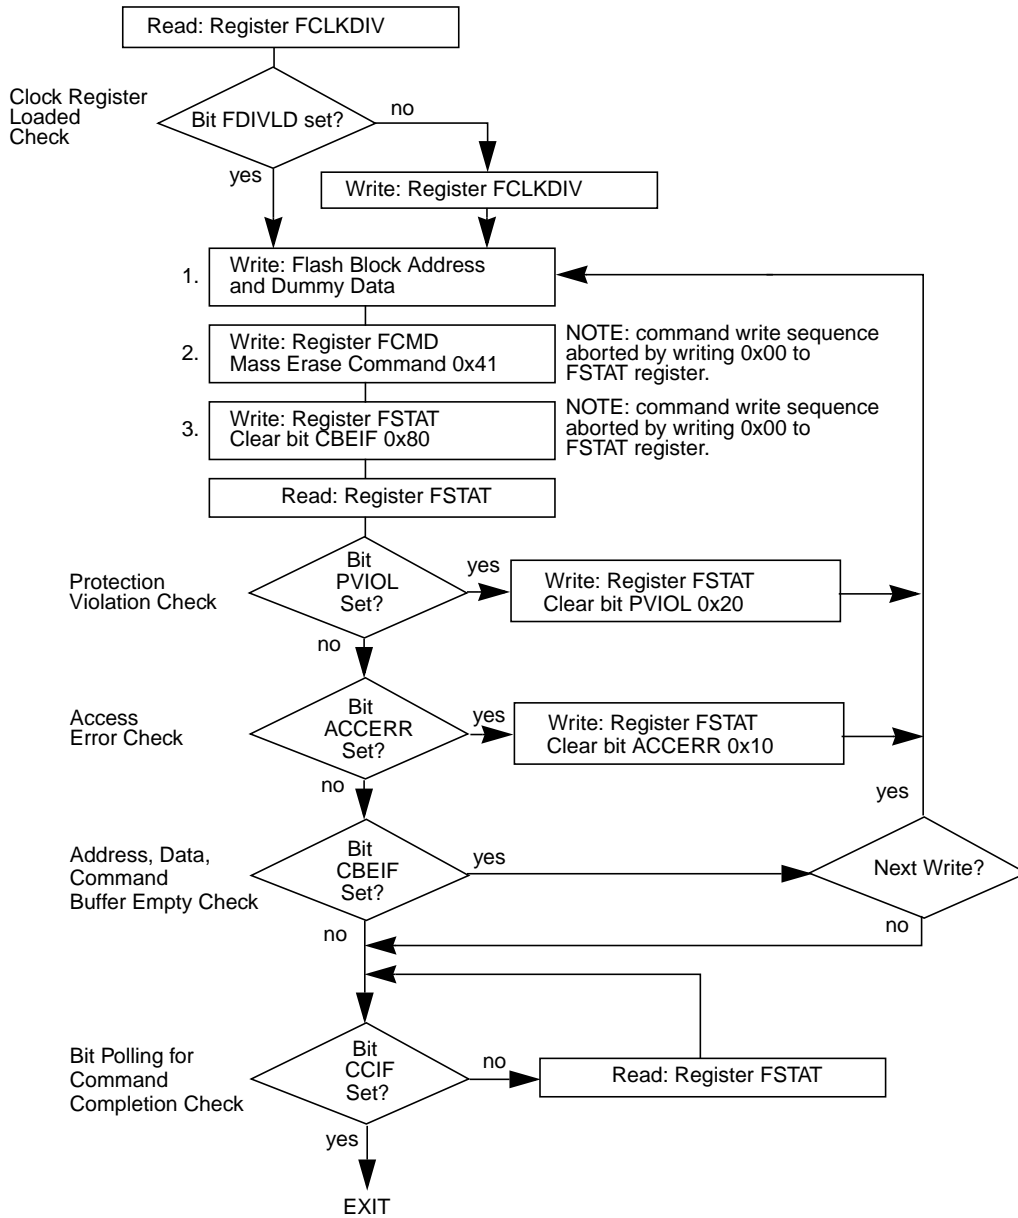 Read: Register FCLKDIV
Clock Register
Loaded
Check
Bit FDIVLD set?
no
yes
Write: Register FCLKDIV
1.
Write: Flash Block Address
and Dummy Data
2.
Write: Register FCMD
Mass Erase Command 0x41
NOTE: command write sequence
aborted by writing 0x00 to
FSTAT register.
3.
Write: Register FSTAT
Clear bit CBEIF 0x80
NOTE: command write sequence
aborted by writing 0x00 to
FSTAT register.
Read: Register FSTAT
Protection
Violation Check
Bit
PVIOL
Set?
yes
Write: Register FSTAT
Clear bit PVIOL 0x20
no
Access
Error Check
Bit
ACCERR
Set?
yes
Write: Register FSTAT
Clear bit ACCERR 0x10
no
yes
Address, Data,
Command
Buffer Empty Check
Bit
CBEIF
Set?
yes
Next Write?
no
no
Bit Polling for
Command
Completion Check
Bit
CCIF
Set?
no
Read: Register FSTAT
yes
EXIT